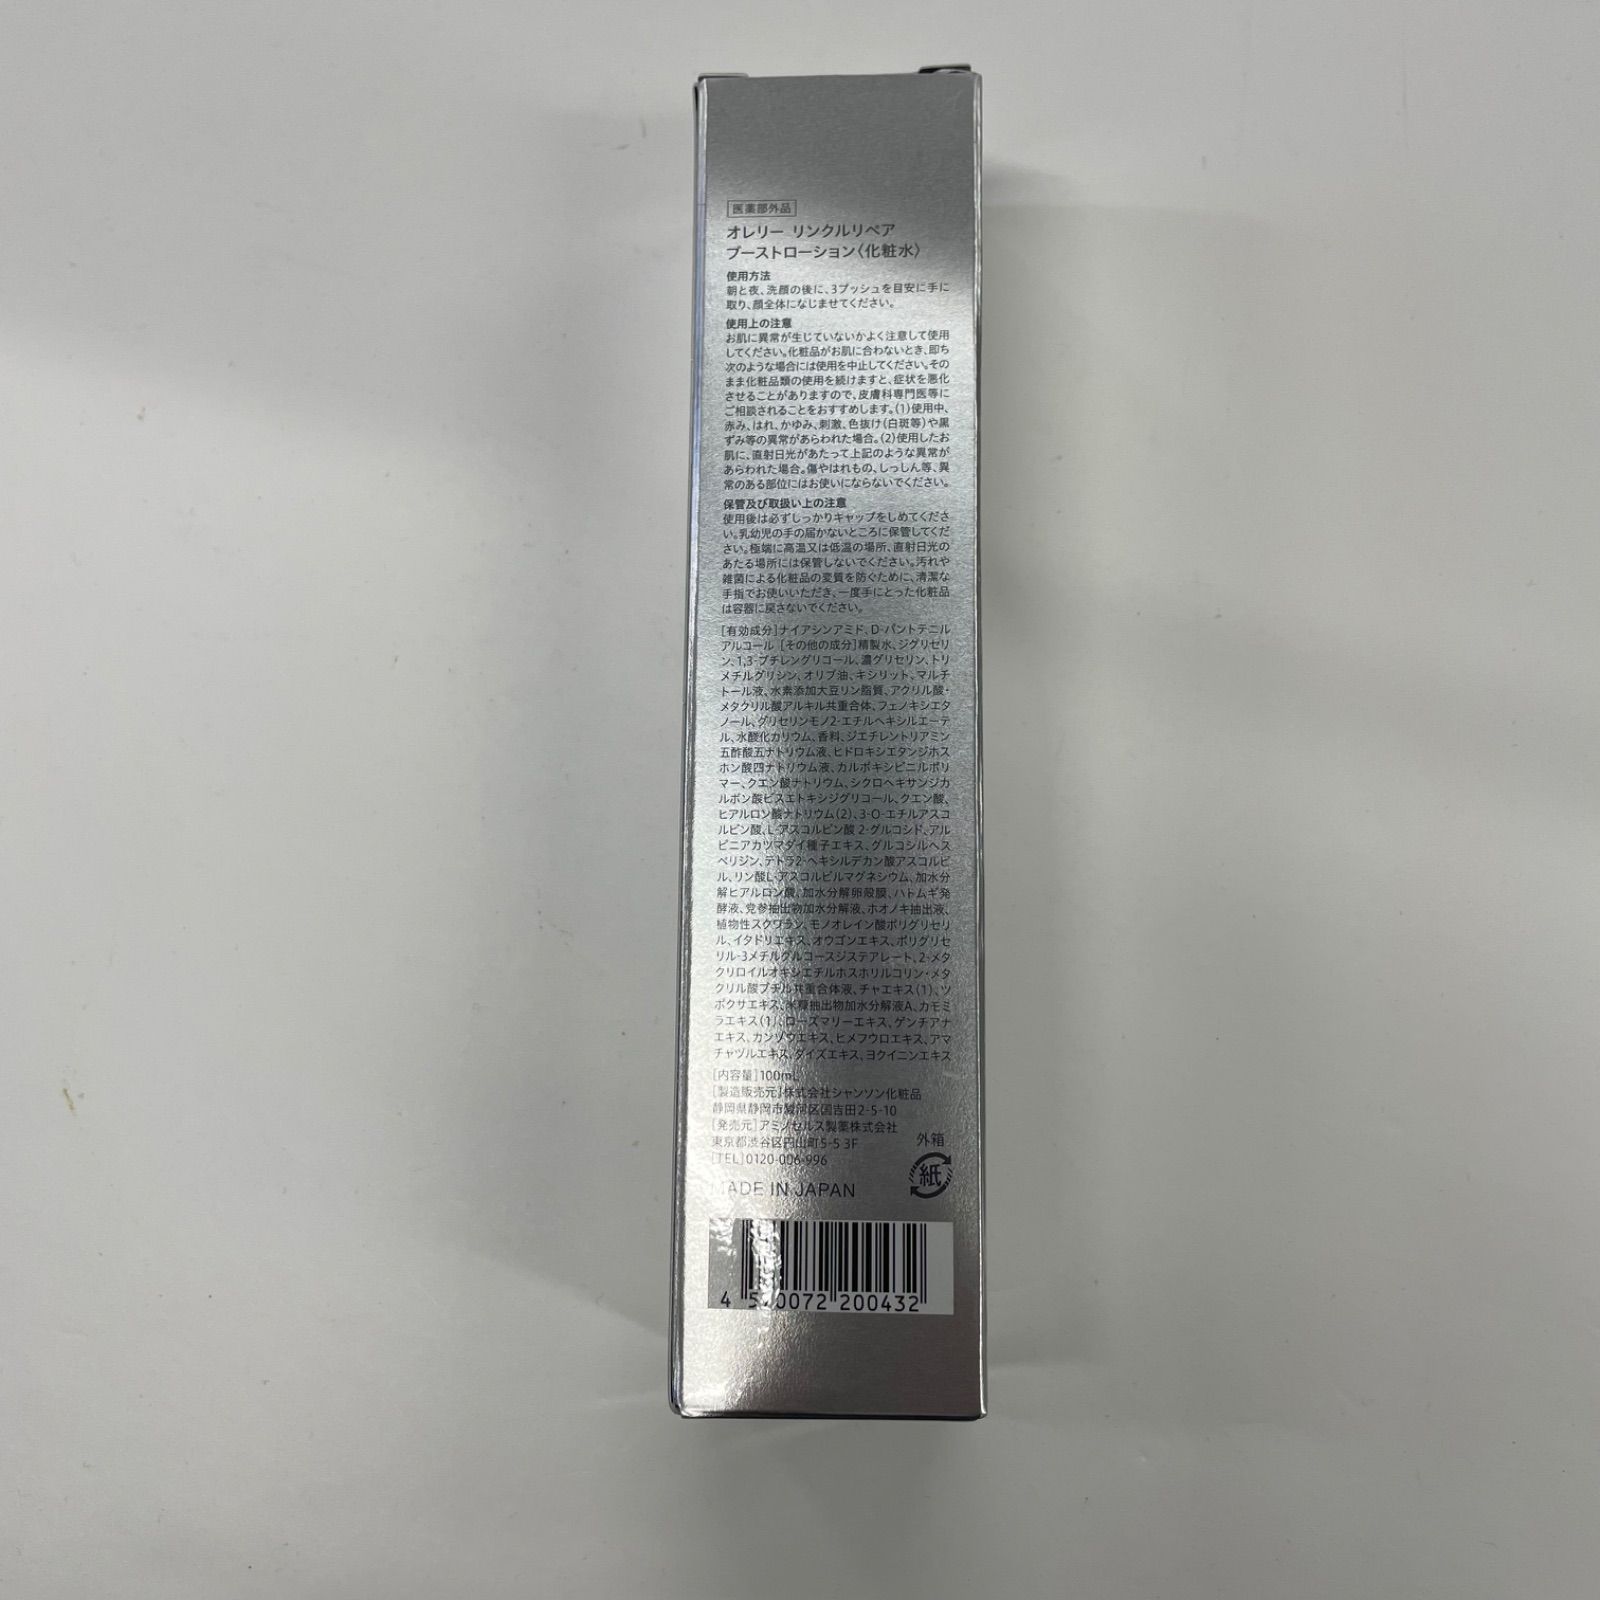 医薬部外品
オレリー リンクルリペア
ブーストローション〈化粧水〉
使用方法
朝と夜、洗顔の後に、3プッシュを目安に手に
取り、顔全体になじませてください。
使用上の注意
お肌に異常が生じていないかよく注意して使用
してください。化粧品がお肌に合わないとき、即ち
次のような場合には使用を中止してください。その
まま化粧品類の使用を続けますと、症状を悪化
させることがありますので、皮膚科専門医等に
ご相談されることをおすすめします。(1)使用中、
赤み、はれ、かゆみ、刺激、色抜け(白斑等)や黒
ずみ等の異常があらわれた場合。(2)使用したお
肌に、直射日光があたって上記のような異常が
あらわれた場合。傷やはれもの、しっしん等、異
常のある部位にはお使いにならないでください。
保管及び取扱い上の注意
使用後は必ずしっかりキャップをしめてくださ
い。乳幼児の手の届かないところに保管してくだ
さい。極端に高温又は低温の場所、直射日光の
あたる場所には保管しないでください。汚れや
雑菌による化粧品の変質を防ぐために、清潔な
手指でお使いいただき、一度手にとった化粧品
は容器に戻さないでください。
[有効成分]ナイアシンアミド、D-パントテニル
アルコール [その他の成分]精製水、ジグリセリ
ン、1,3-ブチレングリコール、濃グリセリン、トリ
メチルグリシン、オリブ油、キシリット、マルチ
トール液、水素添加大豆リン脂質、アクリル酸・
メタクリル酸アルキル共重合体、フェノキシエタ
ノール、グリセリンモノ2-エチルヘキシルエーテ
ル、水酸化カリウム、香料、ジエチレントリアミン
五酢酸五ナトリウム液、ヒドロキシエタンジホス
ホン酸四ナトリウム液、カルボキシビニルポリ
マー、クエン酸ナトリウム、シクロヘキサンジカ
ルボン酸ビスエトキシジグリコール、クエン酸、
ヒアルロン酸ナトリウム(2)、3-O-エチルアスコ
ルビン酸、L-アスコルビン酸 2-グルコシド、アル
ピニアカツマダイ種子エキス、グルコシルヘス
ペリジン、テトラ2-ヘキシルデカン酸アスコルビ
ル、リン酸L-アスコルビルマグネシウム、加水分
解ヒアルロン酸、加水分解卵殻膜、ハトムギ発
酵液、党参抽出物加水分解液、ホオノキ抽出液、
植物性スクワラン、モノオレイン酸ポリグリセリ
ル、イタドリエキス、オウゴンエキス、ポリグリセ
リル-3メチルグルコースジステアレート、2-メタ
クリロイルオキシエチルホスホリルコリン・メタ
クリル酸ブチル共重合体液、チャエキス(1)、ツ
ボクサエキス、米糠抽出物加水分解液A、カモミ
ラエキス(1)、ローズマリーエキス、ゲンチアナ
エキス、カンゾウエキス、ヒメフウロエキス、アマ
チャヅルエキス、ダイズエキス、ヨクイニンエキス
[内容量]100mL
[製造販売元]株式会社シャンソン化粧品
静岡県静岡市駿河区国吉田2-5-10
[発売元]アミノセルス製薬株式会社
東京都渋谷区円山町5-5 3F
[TEL]0120-006-996
外箱
紙
MADE IN JAPAN
200432